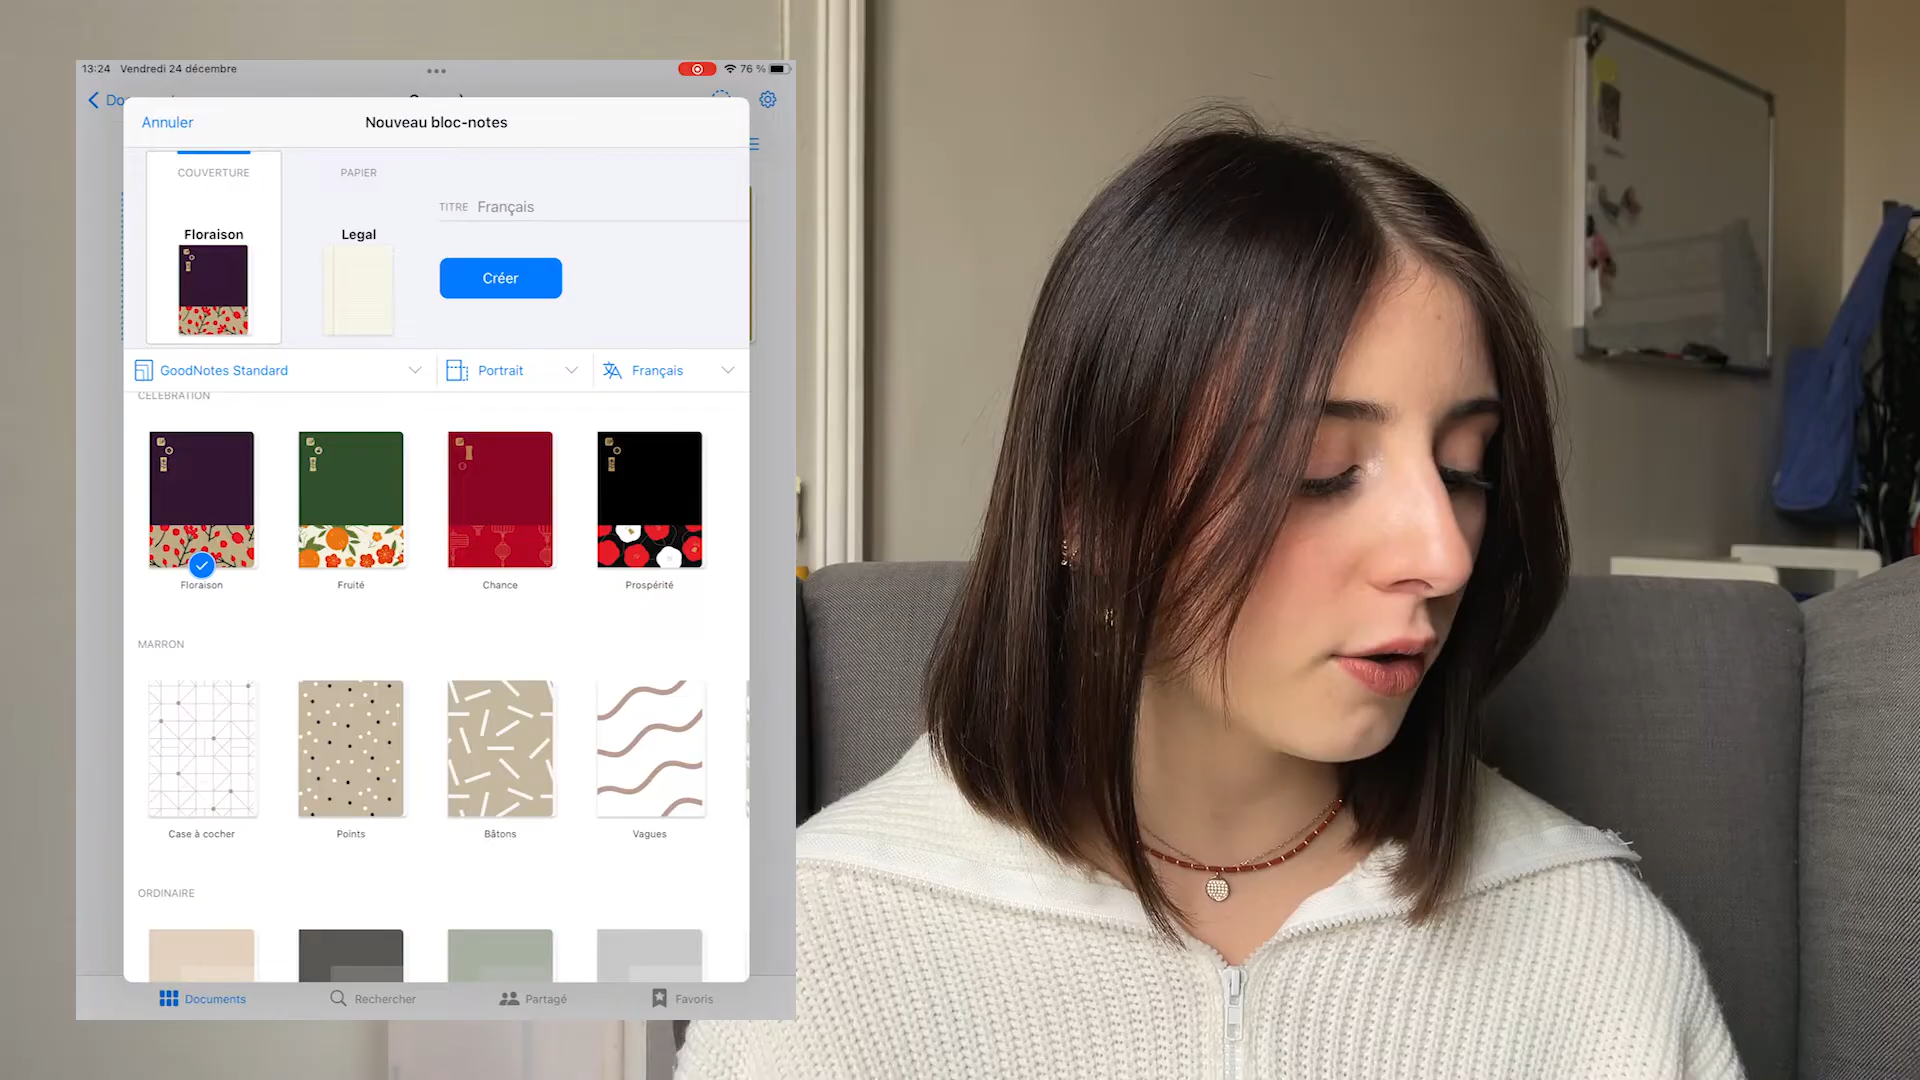 13:24 Vendredi 24 décembre
76 %
Annuler
Nouveau bloc-notes
COUVERTURE
PAPIER
TITRE Français
Floraison
Legal
Créer
GoodNotes Standard
Portrait
Français
CELEBRATION
Floraison
Fruité
Chance
Prospérité
MARRON
Case à cocher
Points
Bâtons
Vagues
ORDINAIRE
Documents
Rechercher
Partagé
Favoris